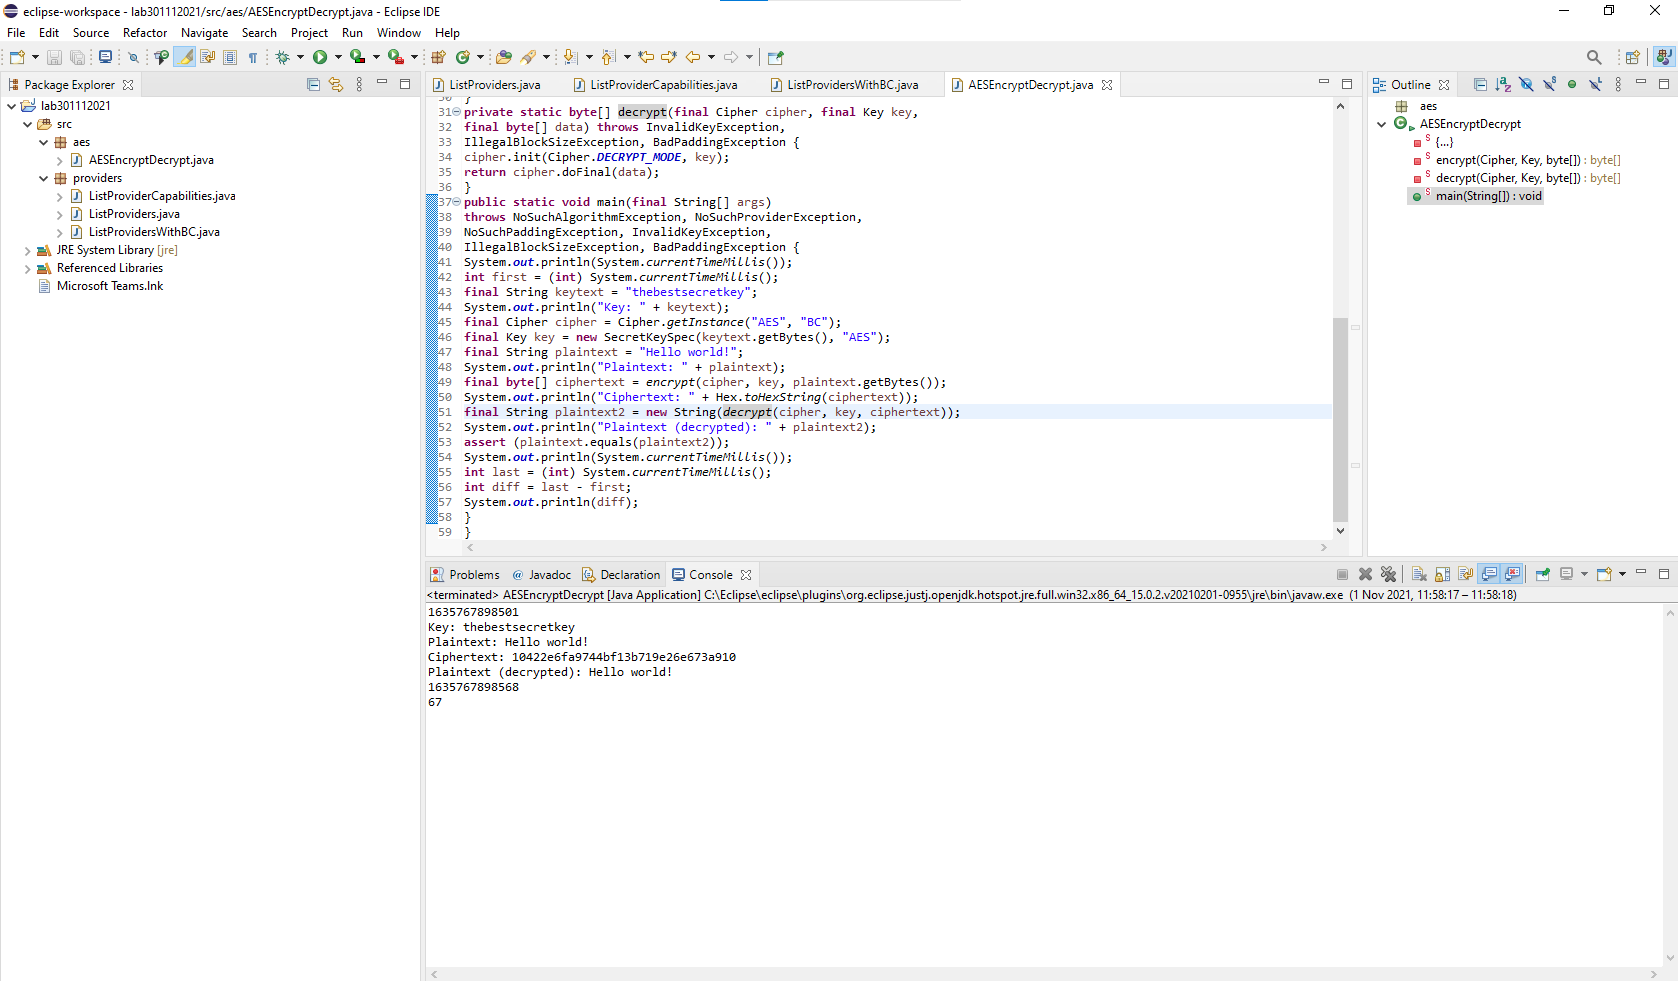 eclipse-workspace - lab301112021/src/aes/AESEncryptDecrypt.java - Eclipse IDE
File Edit Source Refactor Navigate Search Project Run Window Help
Package Explorer
lab301112021
src
aes
AESEncryptDecrypt.java
providers
ListProviderCapabilities.java
ListProviders.java
ListProvidersWithBC.java
JRE System Library [jre]
Referenced Libraries
Microsoft Teams.lnk
ListProviders.java ListProviderCapabilities.java ListProvidersWithBC.java AESEncryptDecrypt.java
30 }
31 private static byte[] decrypt(final Cipher cipher, final Key key,
32 final byte[] data) throws InvalidKeyException,
33 IllegalBlockSizeException, BadPaddingException {
34 cipher.init(Cipher.DECRYPT_MODE, key);
35 return cipher.doFinal(data);
36 }
37 public static void main(final String[] args)
38 throws NoSuchAlgorithmException, NoSuchProviderException,
39 NoSuchPaddingException, InvalidKeyException,
40 IllegalBlockSizeException, BadPaddingException {
41 System.out.println(System.currentTimeMillis());
42 int first = (int) System.currentTimeMillis();
43 final String keytext = "thebestsecretkey";
44 System.out.println("Key: " + keytext);
45 final Cipher cipher = Cipher.getInstance("AES", "BC");
46 final Key key = new SecretKeySpec(keytext.getBytes(), "AES");
47 final String plaintext = "Hello world!";
48 System.out.println("Plaintext: " + plaintext);
49 final byte[] ciphertext = encrypt(cipher, key, plaintext.getBytes());
50 System.out.println("Ciphertext: " + Hex.toHexString(ciphertext));
51 final String plaintext2 = new String(decrypt(cipher, key, ciphertext));
52 System.out.println("Plaintext (decrypted): " + plaintext2);
53 assert (plaintext.equals(plaintext2));
54 System.out.println(System.currentTimeMillis());
55 int last = (int) System.currentTimeMillis();
56 int diff = last - first;
57 System.out.println(diff);
58 }
59 }
Outline
aes
AESEncryptDecrypt
{...}
encrypt(Cipher, Key, byte[]) : byte[]
decrypt(Cipher, Key, byte[]) : byte[]
main(String[]) : void
Problems Javadoc Declaration Console
<terminated> AESEncryptDecrypt [Java Application] C:\Eclipse\eclipse\plugins\org.eclipse.justj.openjdk.hotspot.jre.full.win32.x86_64_15.0.2.v20210201-0955\jre\bin\javaw.exe (1 Nov 2021, 11:58:17 – 11:58:18)
1635767898501
Key: thebestsecretkey
Plaintext: Hello world!
Ciphertext: 10422e6fa9744bf13b719e26e673a910
Plaintext (decrypted): Hello world!
1635767898568
67